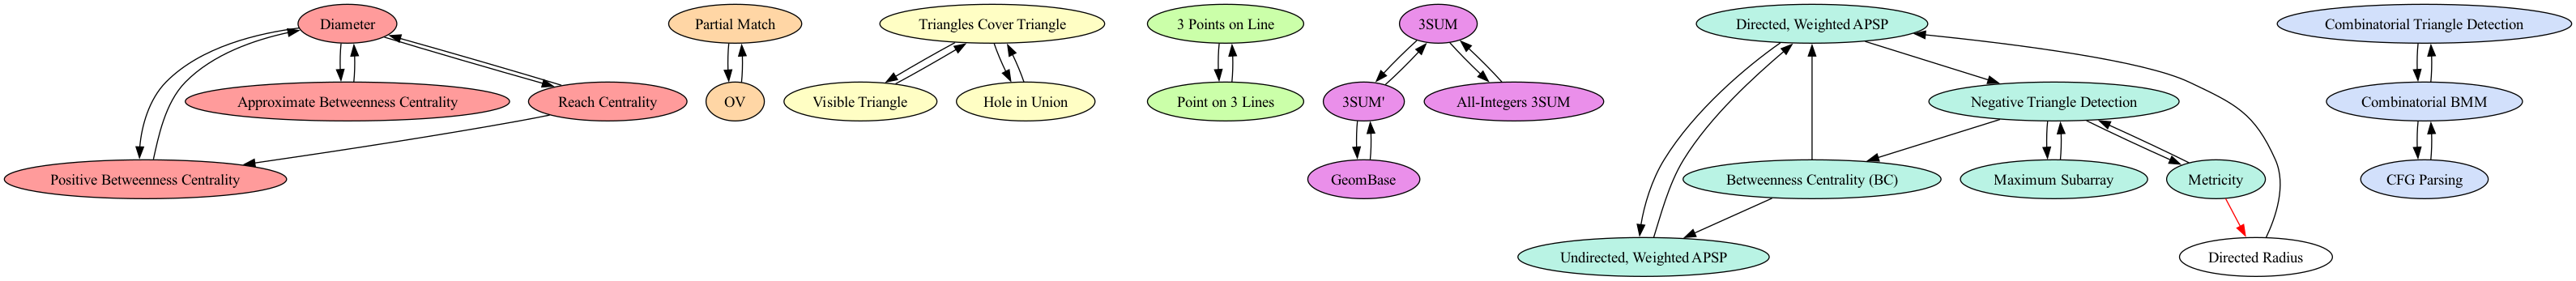 Diameter
Partial Match
Triangles Cover Triangle
3 Points on Line
3SUM
Directed, Weighted APSP
Combinatorial Triangle Detection
Approximate Betweenness Centrality
Reach Centrality
OV
Visible Triangle
Hole in Union
Point on 3 Lines
3SUM'
All-Integers 3SUM
Negative Triangle Detection
Combinatorial BMM
Positive Betweenness Centrality
GeomBase
Betweenness Centrality (BC)
Maximum Subarray
Metricity
CFG Parsing
Undirected, Weighted APSP
Directed Radius